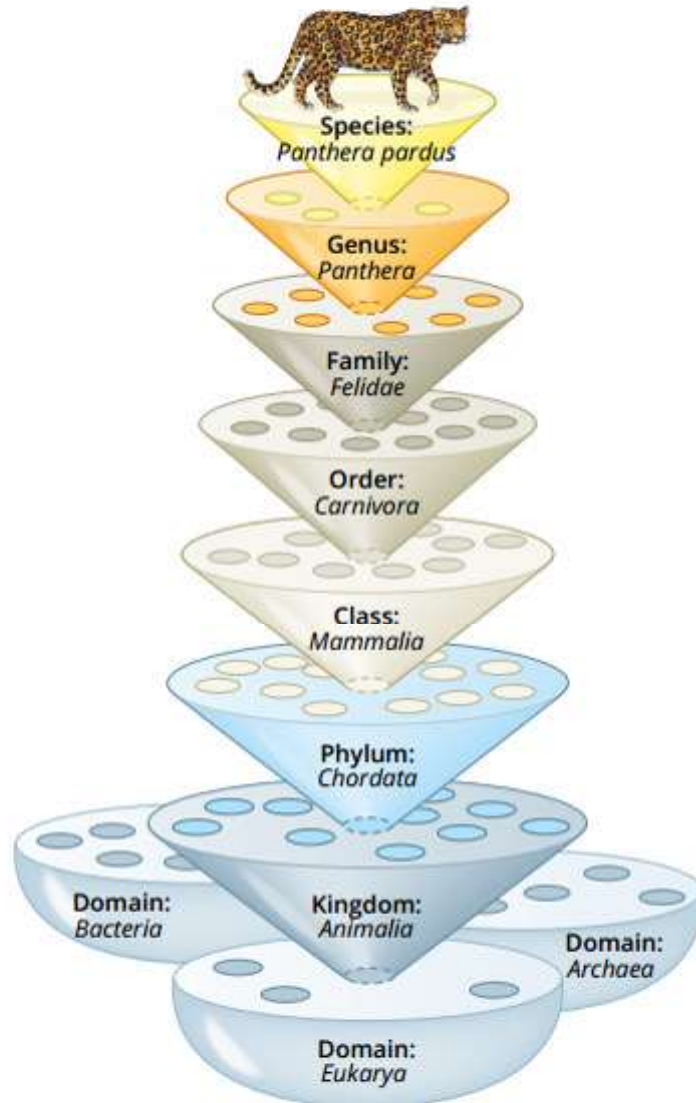 Species:
Panthera pardus
Genus:
Panthera
Family:
Felidae
Order:
Carnivora
Class:
Mammalia
Phylum:
Chordata
Domain:
Bacteria
Kingdom:
Animalia
Domain:
Archaea
Domain:
Eukarya